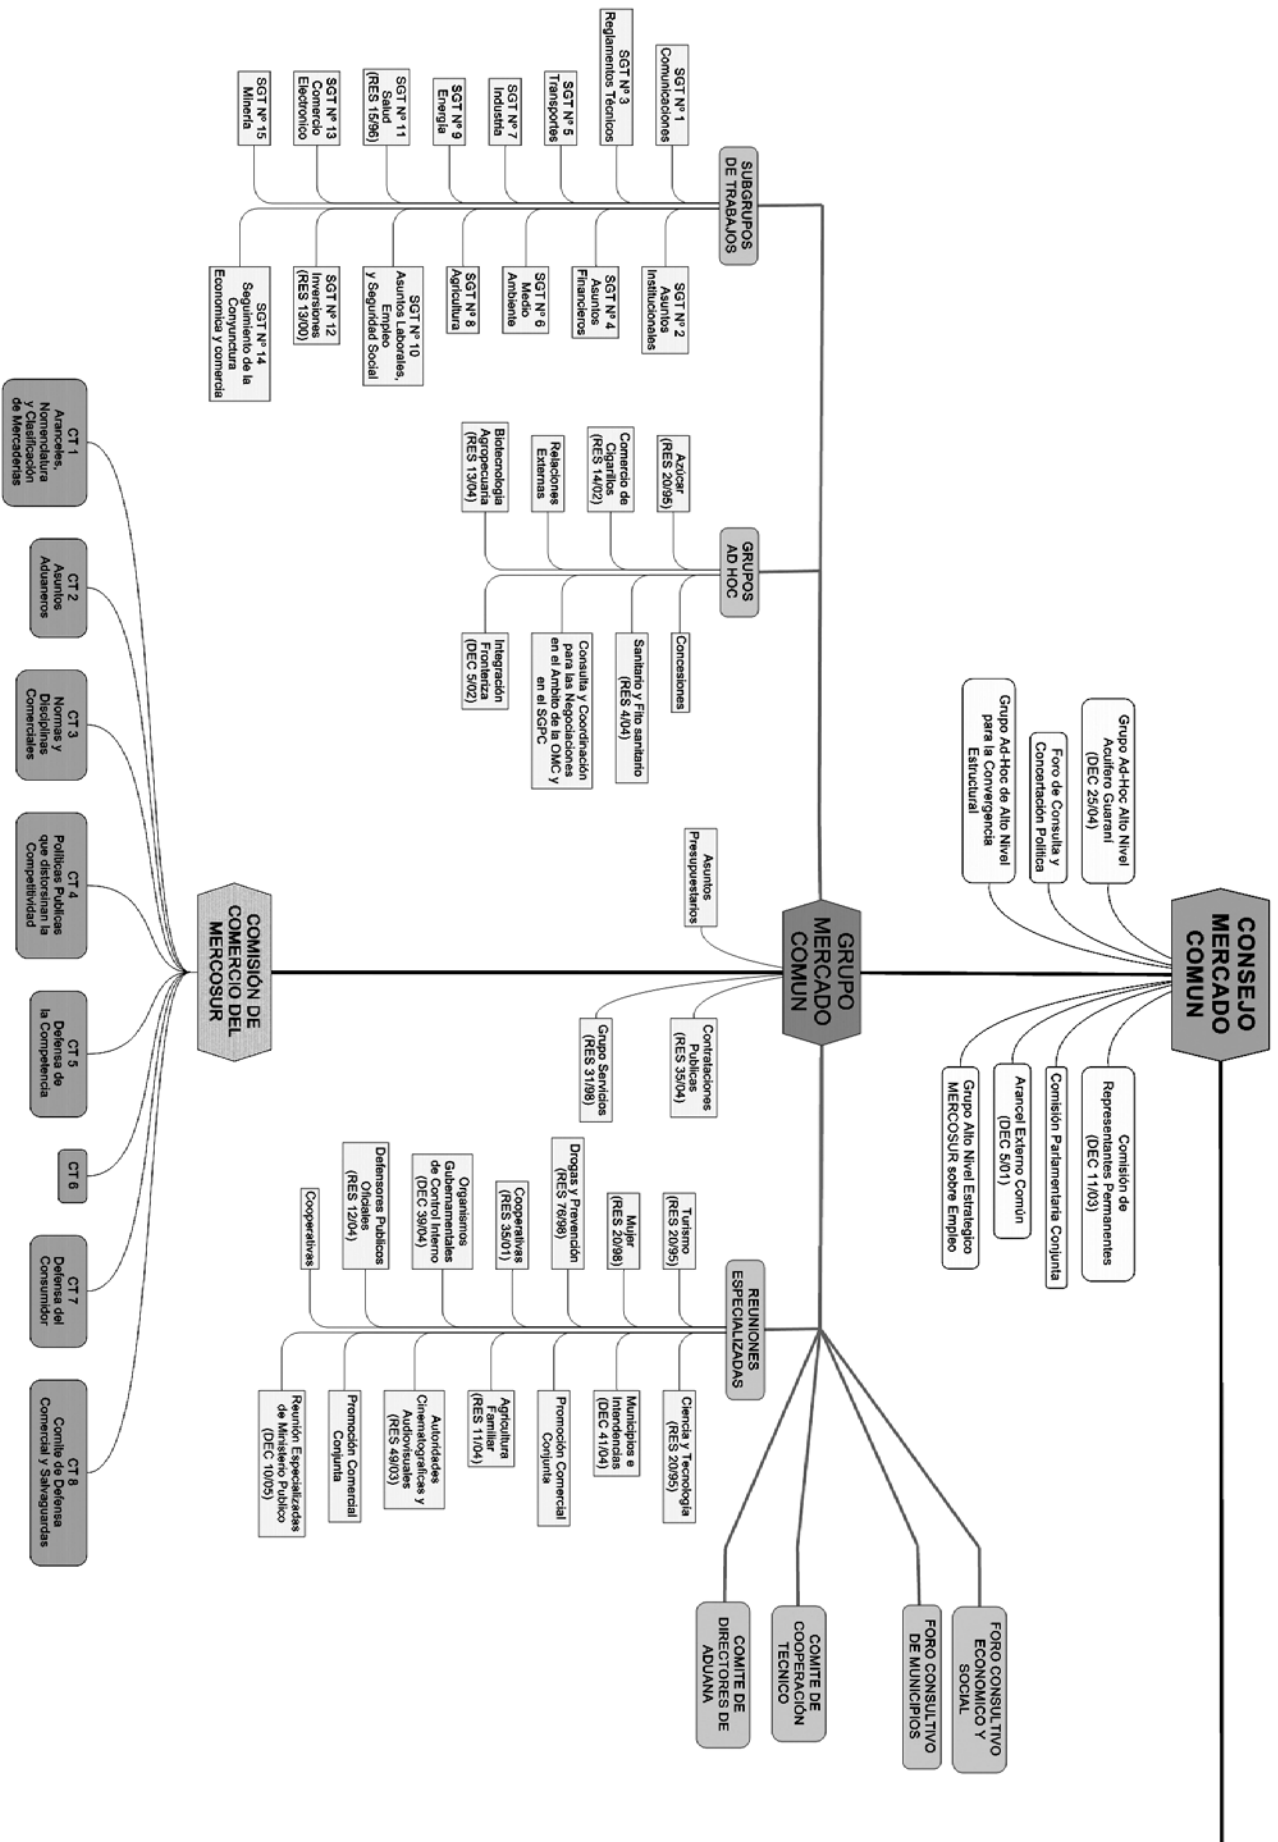 CONSEJO
MERCADO
COMUN
Grupo Ad-Hoc Alto Nivel
Acuifero Guaraní
(DEC 25/04)
Foro de Consulta y
Concertación Política
Grupo Ad-Hoc de Alto Nivel
para la Convergencia
Estructural
Comisión de
Representantes Permanentes
(DEC 11/03)
Comisión Parlamentaria Conjunta
Arancel Externo Común
(DEC 5/01)
Grupo Alto Nivel Estrategico
MERCOSUR sobre Empleo
GRUPO
MERCADO
COMUN
SUBGRUPOS
DE TRABAJOS
SGT Nº 1
Comunicaciones
SGT Nº 3
Reglamentos Técnicos
SGT Nº 5
Transportes
SGT Nº 7
Industria
SGT Nº 9
Energía
SGT Nº 11
Salud
(RES 15/96)
SGT Nº 13
Comercio
Electronico
SGT Nº 15
Minería
SGT Nº 2
Asuntos
Institucionales
SGT Nº 4
Asuntos
Financieros
SGT Nº 6
Medio
Ambiente
SGT Nº 8
Agricultura
SGT Nº 10
Asuntos Laborales,
Empleo
y Seguridad Social
SGT Nº 12
Inversiones
(RES 13/00)
SGT Nº 14
Seguimiento de la
Conyunctura
Economica y comercia
GRUPOS
AD HOC
Azúcar
(RES 20/95)
Comercio de
Cigarillos
(RES 14/02)
Relaciones
Externas
Biotecnologia
Agropecuaria
(RES 13/04)
Concesiones
Sanitario y Fito sanitario
(RES 4/04)
Consulta y Coordinación
para las Negociaciones
en el Ambito de la OMC y
en el SGPC
Integración
Fronteriza
(DEC 5/02)
Asuntos
Presupuestarios
Contrataciones
Publicas
(RES 35/04)
Grupo Servicios
(RES 31/98)
REUNIONES
ESPECIALIZADAS
Turismo
(RES 20/95)
Mujer
(RES 20/98)
Drogas y Prevención
(RES 76/98)
Cooperativas
(RES 35/01)
Organismos
Gubernamentales
de Control Interno
(DEC 39/04)
Defensores Publicos
Oficiales
(RES 12/04)
Cooperativas
Ciencia y Tecnología
(RES 20/95)
Municipios e
Intendencias
(DEC 41/04)
Promoción Comercial
Conjunta
Agricultura
Familiar
(RES 11/04)
Autoridades
Cinematograficas y
Audiovisuales
(RES 49/03)
Promoción Comercial
Conjunta
Reunión Especializadas
de Ministerio Publico
(DEC 10/05)
FORO CONSULTIVO
ECONOMICO Y
SOCIAL
FORO CONSULTIVO
DE MUNICIPIOS
COMITE DE
COOPERACIÓN
TECNICO
COMITE DE
DIRECTORES DE
ADUANA
COMISIÓN DE
COMERCIO DEL
MERCOSUR
CT 1
Aranceles,
Nomenclatura
y Clasificación
de Mercaderias
CT 2
Asuntos
Aduaneros
CT 3
Normas y
Disciplinas
Comerciales
CT 4
Políticas Publicas
que distorsinan la
Competitividad
CT 5
Defensa de
la Competencia
CT 6
CT 7
Defensa del
Consumidor
CT 8
Comite de Defensa
Comercial y Salvaguardas